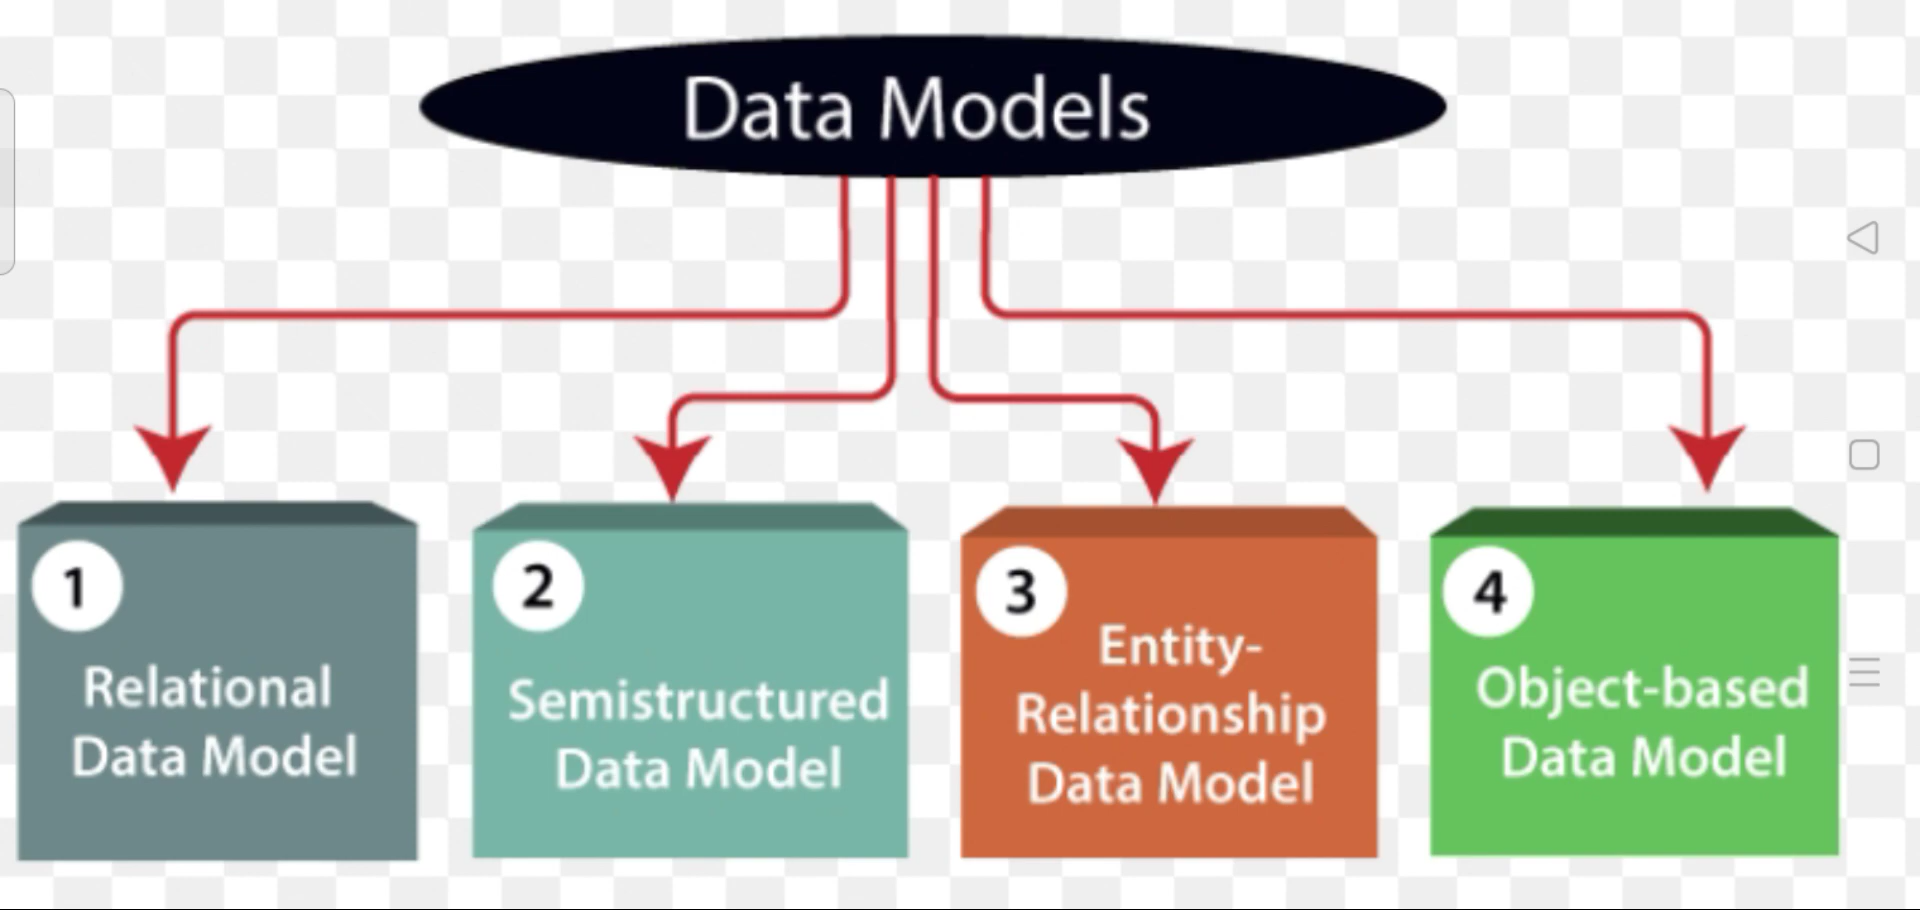 Data Models
1
Relational
Data Model
2
Semistructured
Data Model
3
Entity-
Relationship
Data Model
4
Object-based
Data Model